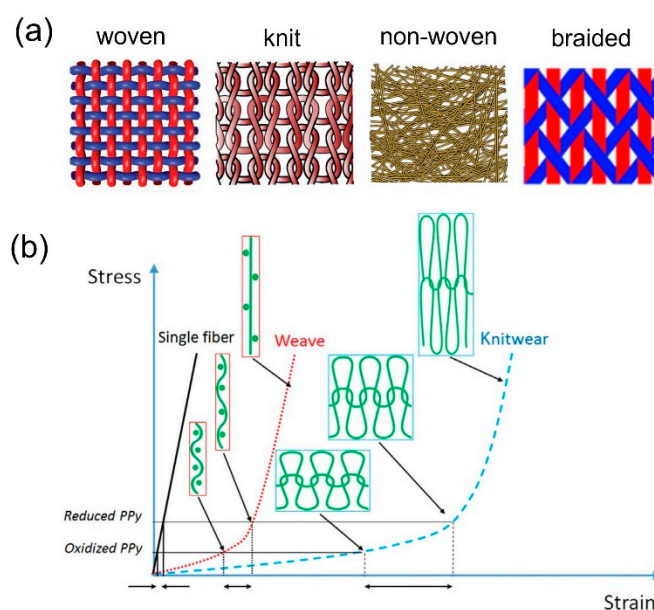 (a)
woven knit non-woven braided
(b)
Stress
Single fiber Weave Knitwear
Reduced PPy
Oxidized PPy
Strain